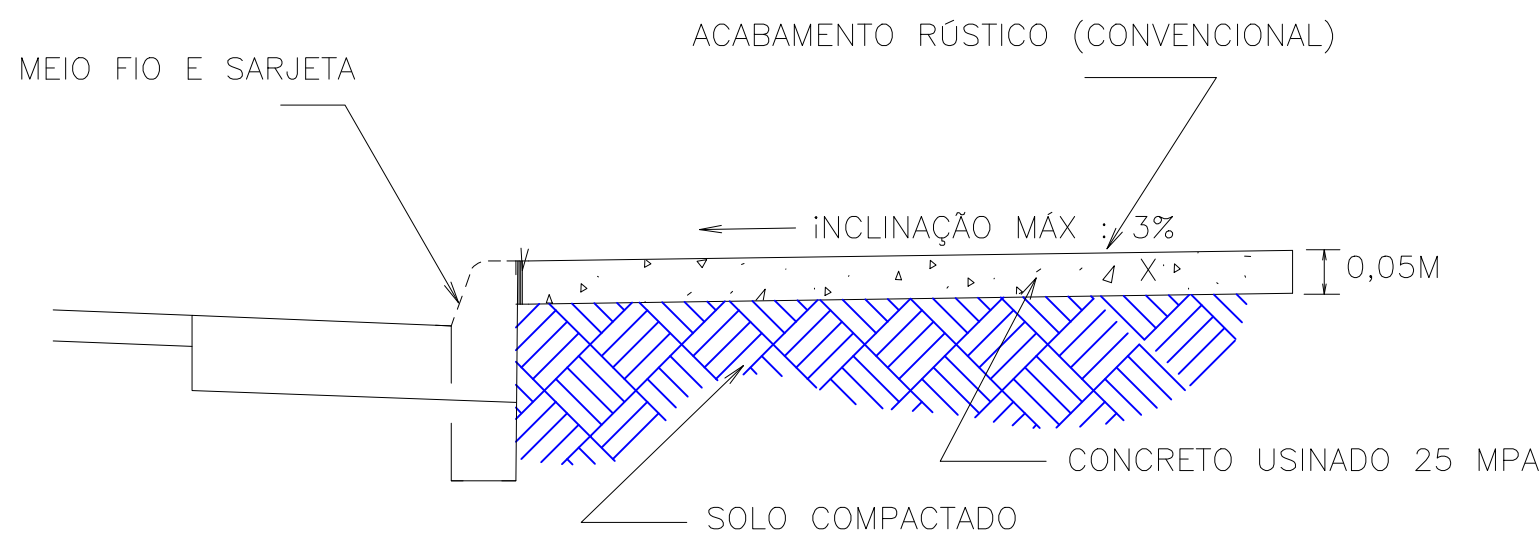 ACABAMENTO RÚSTICO (CONVENCIONAL)
MEIO FIO E SARJETA
iNCLINAÇÃO MÁX : 3%
X
0,05M
CONCRETO USINADO 25 MPA
SOLO COMPACTADO